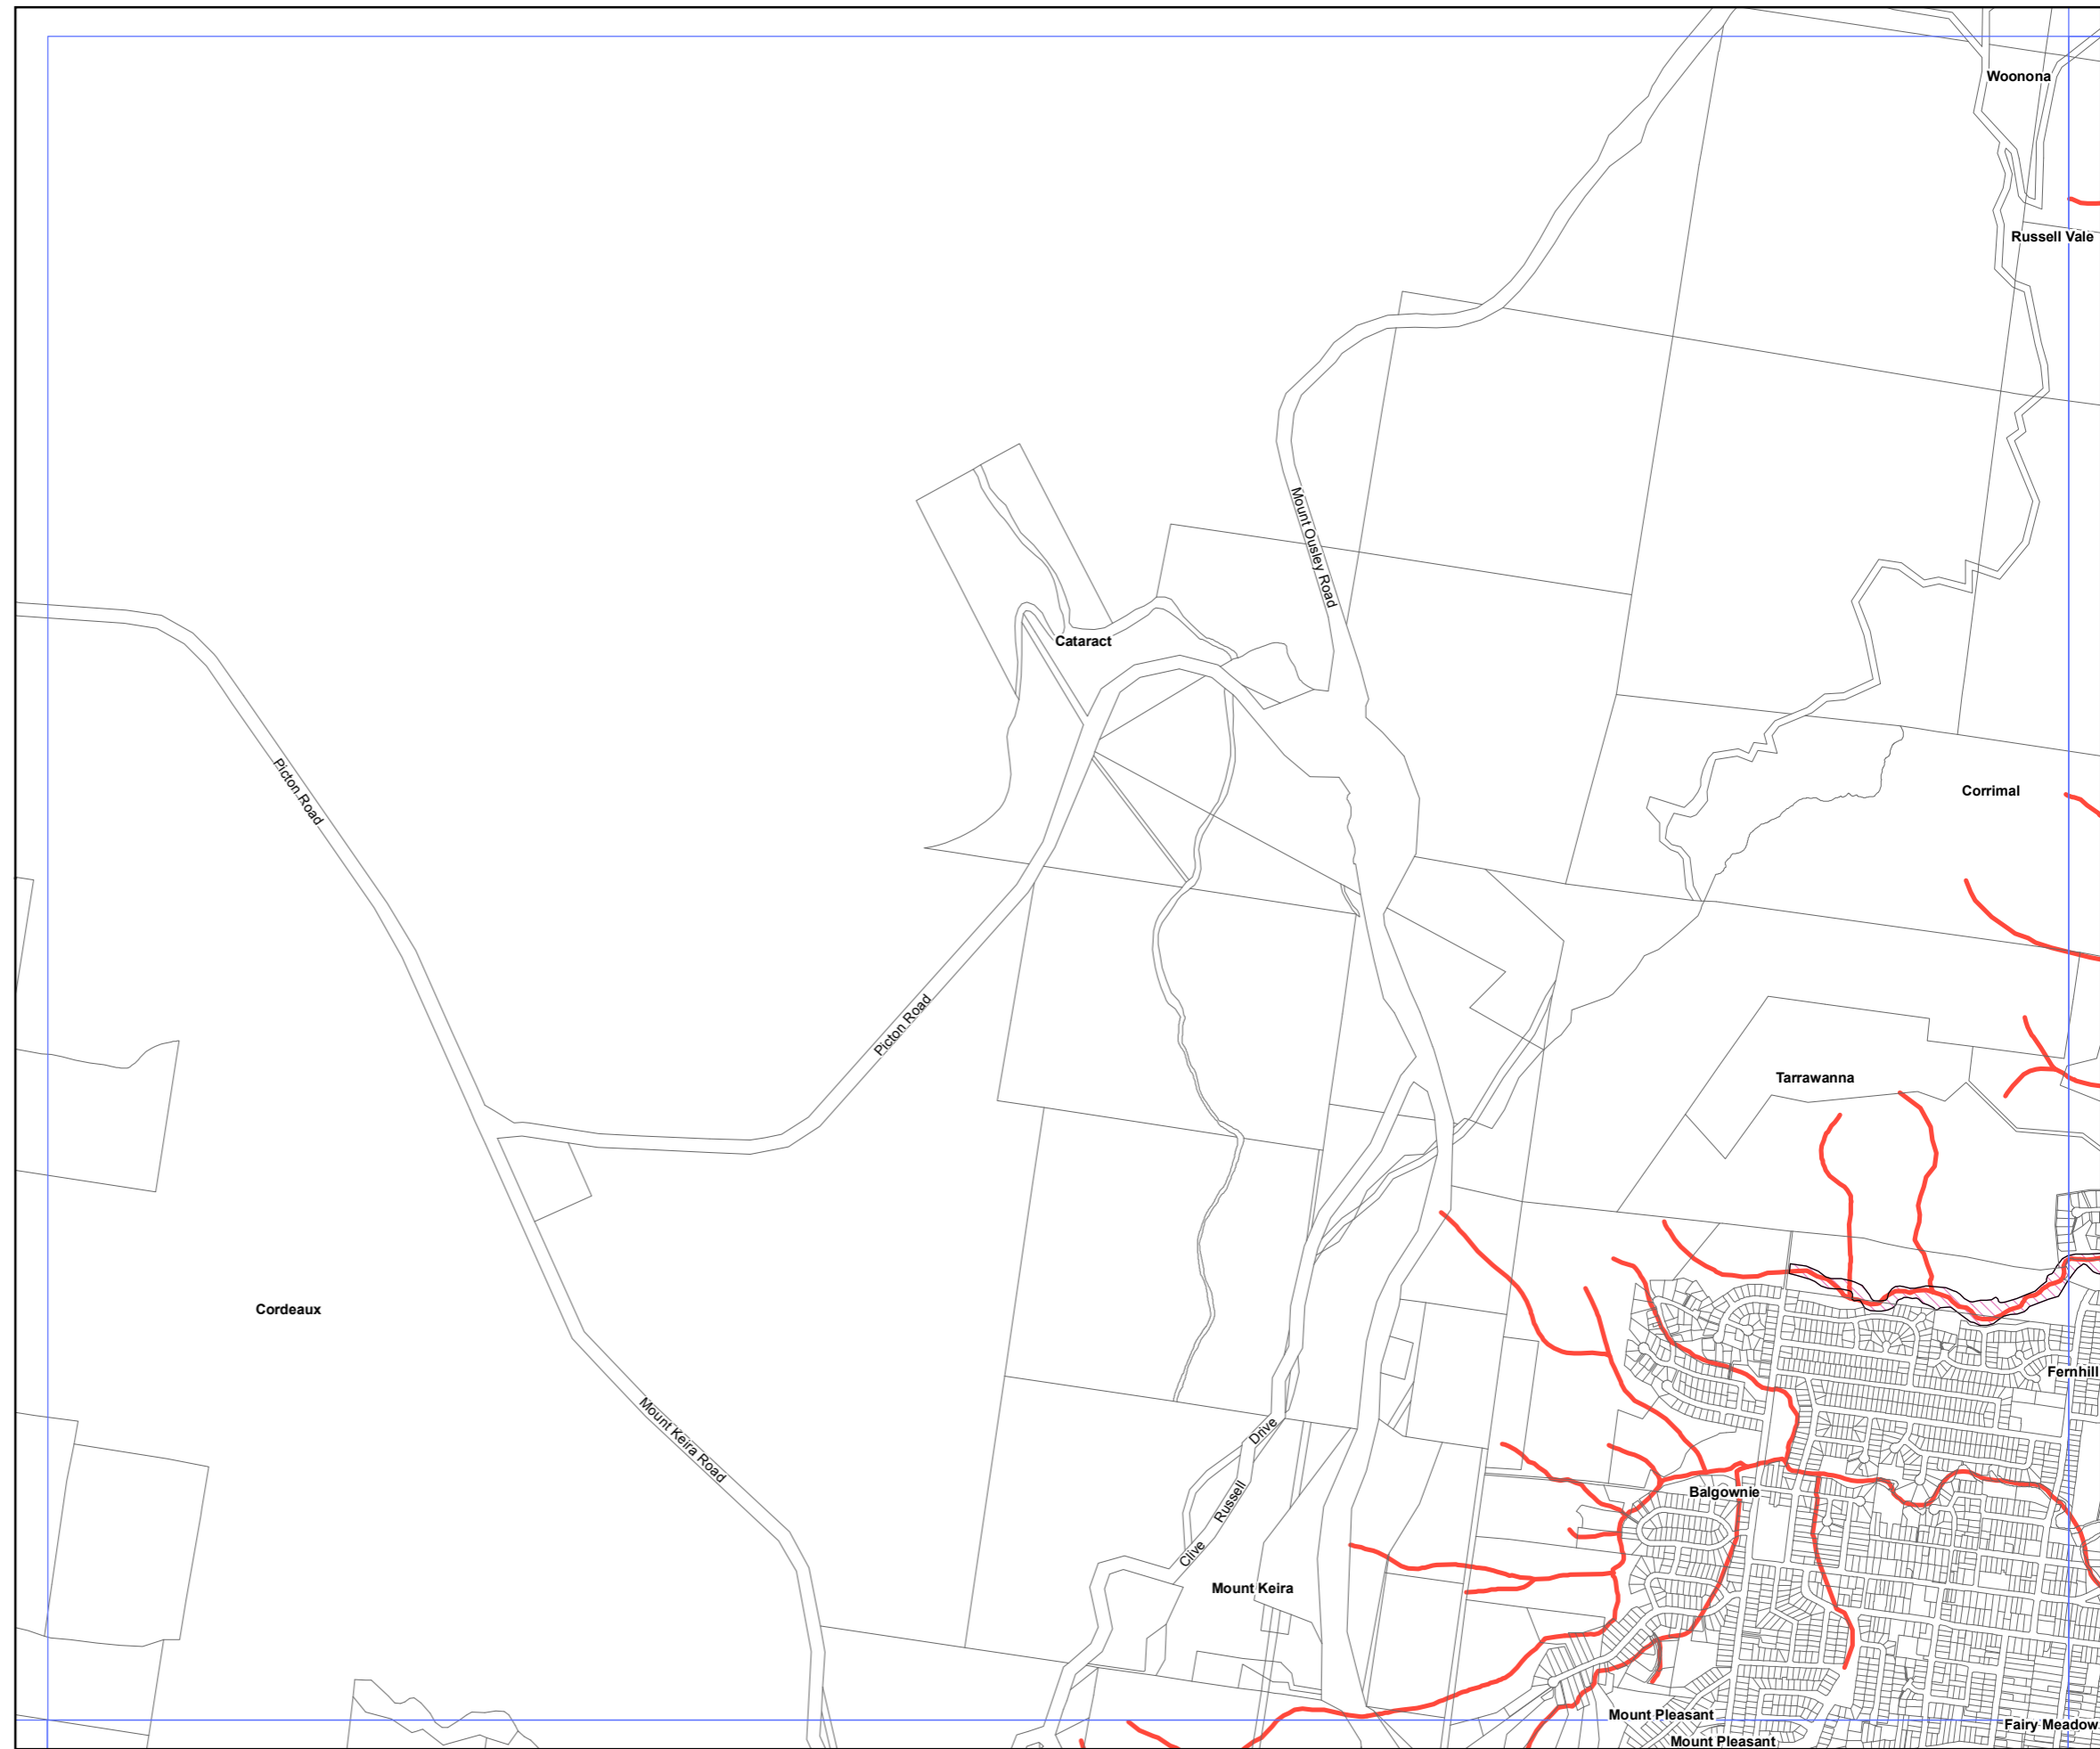 Woonona
Russell Vale
Mount Ousley Road
Cataract
Picton Road
Corrimal
Picton Road
Tarrawanna
Cordeaux
Fernhill
Mount Keira Road
Drive
Russell
Clive
Balgownie
Mount Keira
Mount Pleasant
Fairy Meadow
Mount Pleasant